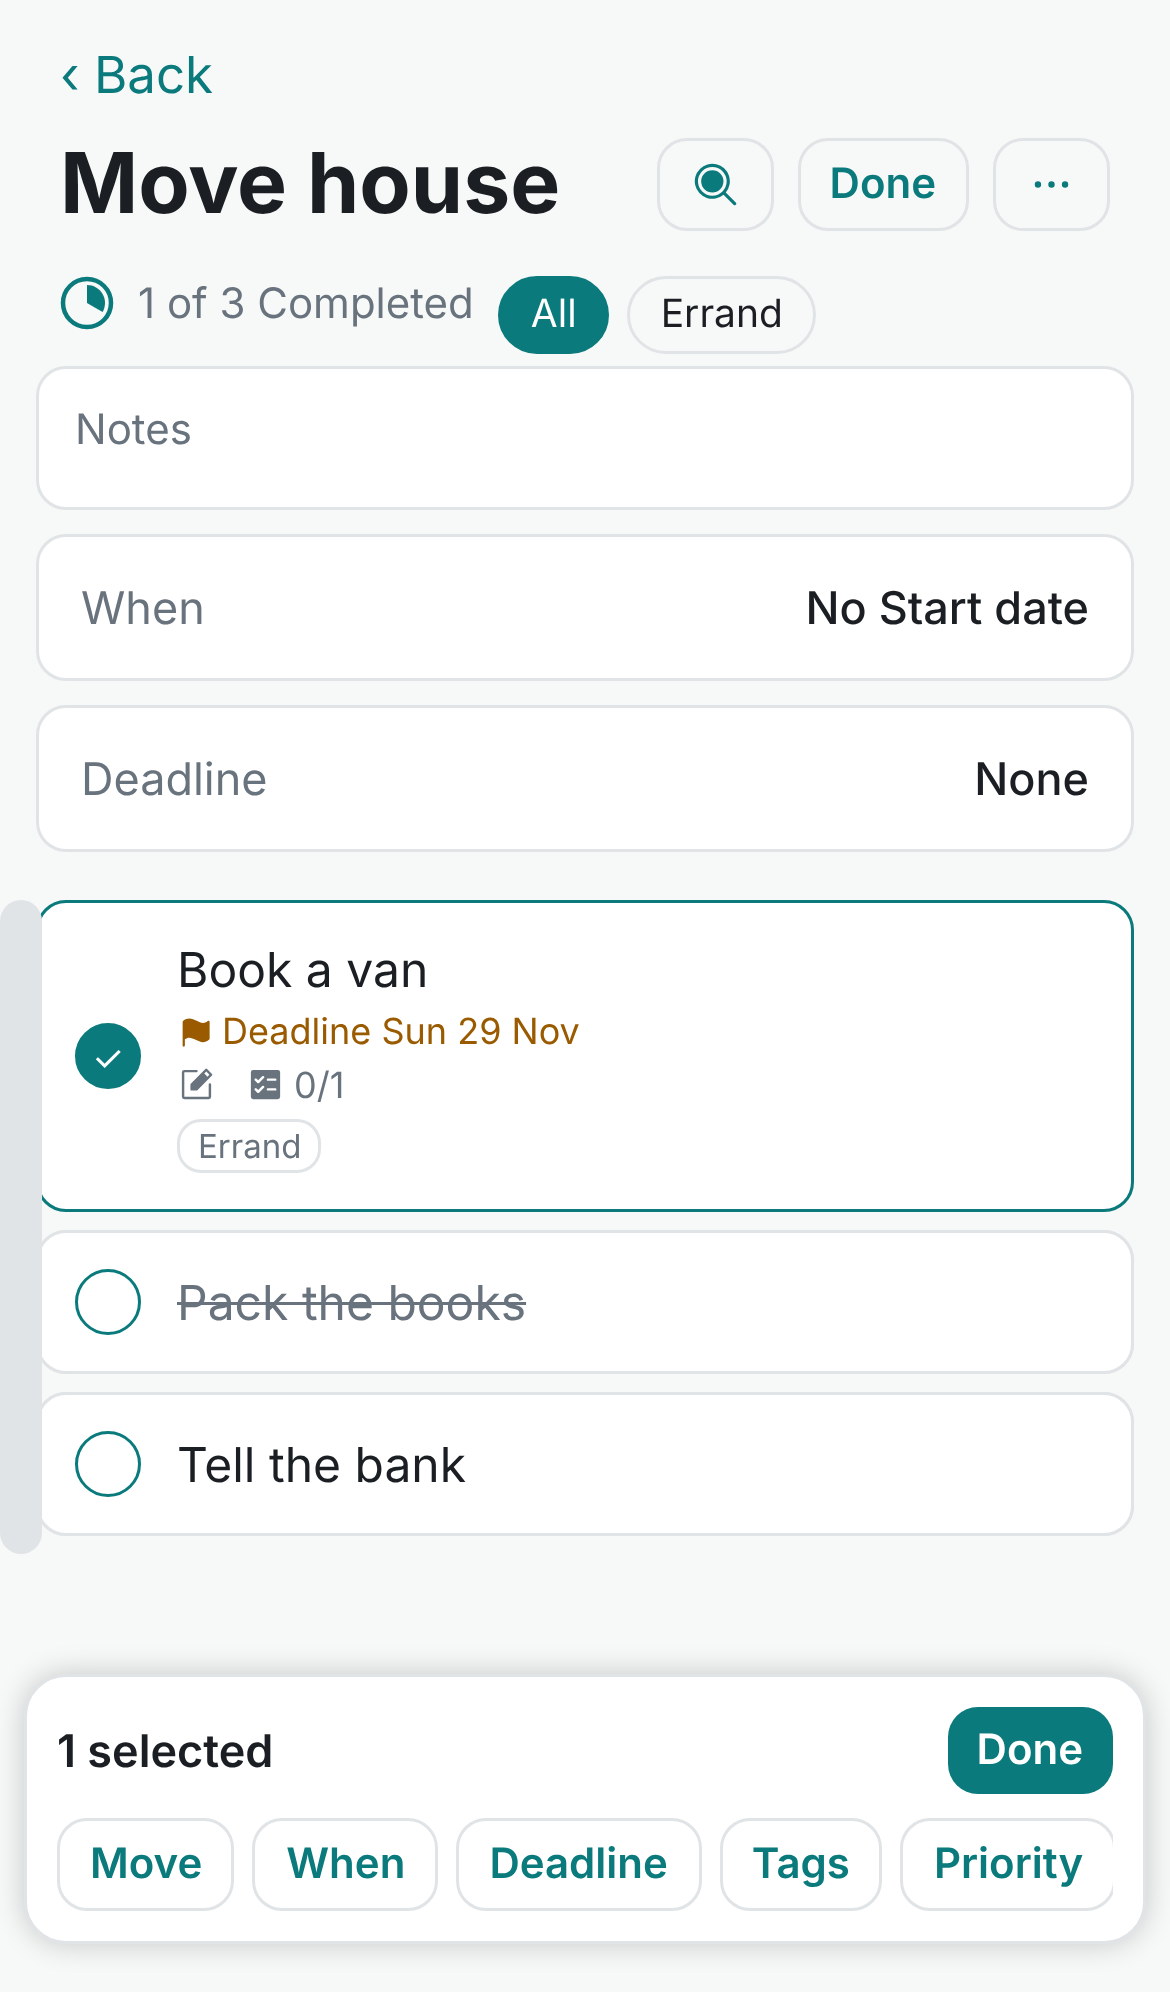 ‹ Back
Move house
Done
...
1 of 3 Completed
All
Errand
Notes
When
No Start date
Deadline
None
Book a van
Deadline Sun 29 Nov
0/1
Errand
Pack the books
Tell the bank
1 selected
Done
Move
When
Deadline
Tags
Priority